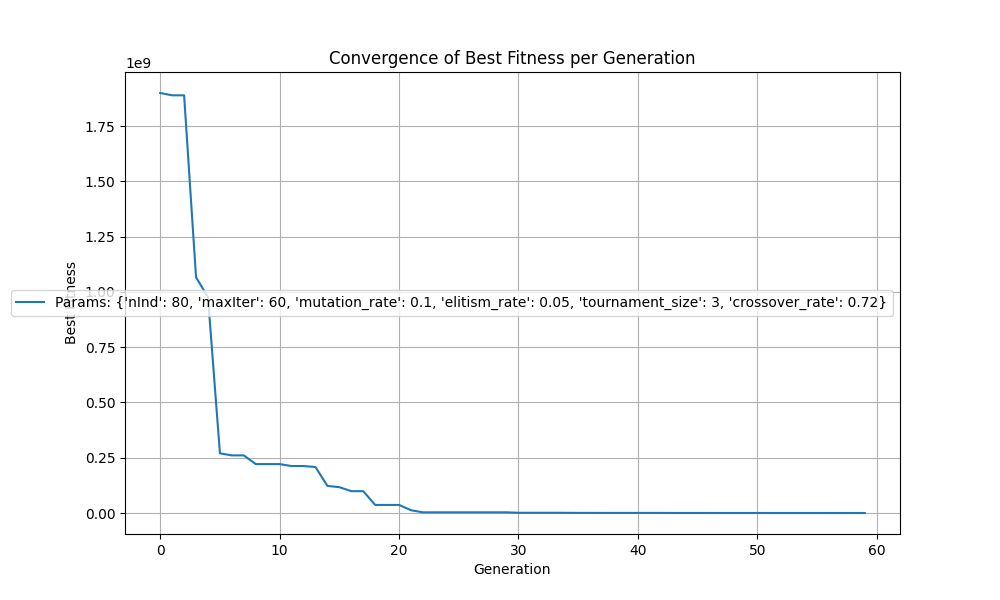 Convergence of Best Fitness per Generation
1e9
1.75
1.50
1.25
1.00
0.75
0.50
0.25
0.00
Best Fitness
Params: {'nInd': 80, 'maxIter': 60, 'mutation_rate': 0.1, 'elitism_rate': 0.05, 'tournament_size': 3, 'crossover_rate': 0.72}
0 10 20 30 40 50 60
Generation